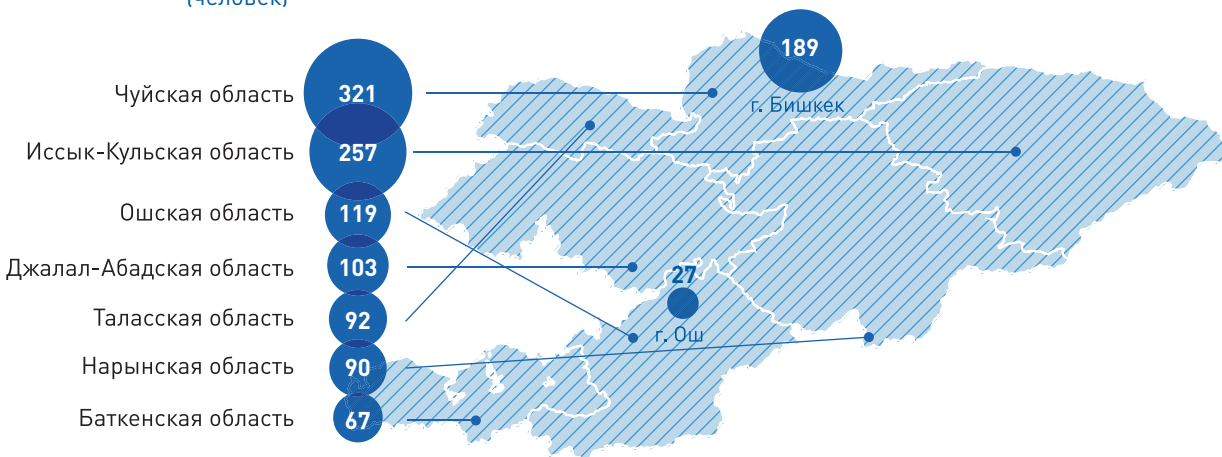 (человек)
189
Чуйская область 321
г. Бишкек
Иссык-Кульская область 257
Ошская область 119
Джалал-Абадская область 103
27
Таласская область 92
г. Ош
Нарынская область 90
Баткенская область 67